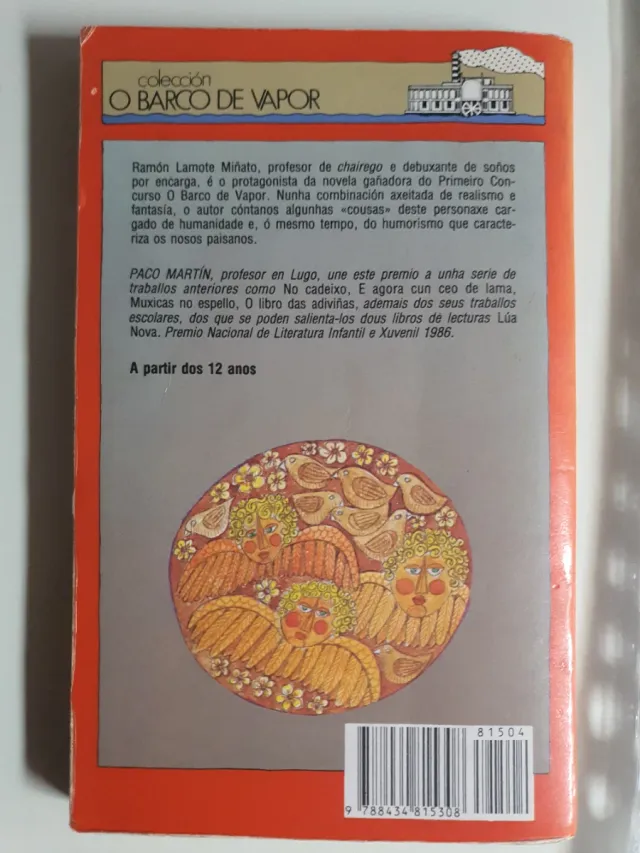 colección
O BARCO DE VAPOR
Ramón Lamote Miñato, profesor de chairego e debuxante de soños
por encarga, é o protagonista da novela gañadora do Primeiro Con-
curso O Barco de Vapor. Nunha combinación axeitada de realismo e
fantasía, o autor cóntanos algunhas «cousas» deste personaxe car-
gado de humanidade e, ó mesmo tempo, do humorismo que caracte-
riza os nosos paisanos.
PACO MARTÍN, profesor en Lugo, une este premio a unha serie de
traballos anteriores como No cadeixo, E agora cun ceo de lama,
Muxicas no espello, O libro das adiviñas, ademais dos seus traballos
escolares, dos que se poden salienta-los dous libros de lecturas Lúa
Nova. Premio Nacional de Literatura Infantil e Xuvenil 1986.
A partir dos 12 anos
81504
9 788434 815308